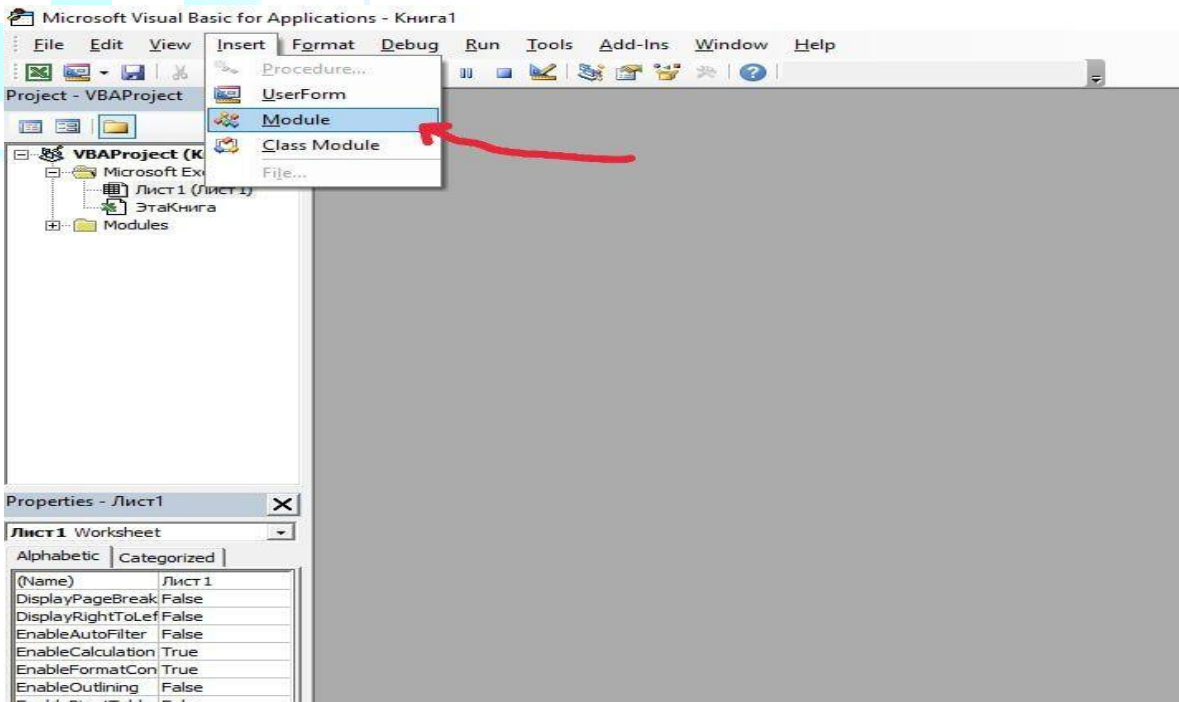 Microsoft Visual Basic for Applications - Книга1
File Edit View Insert Format Debug Run Tools Add-Ins Window Help
Procedure...
UserForm
Module
Class Module
File...
Project - VBAProject
VBAProject (К
Microsoft Ex
Лист1 (Лист1)
ЭтаКнига
Modules
Properties - Лист1
Лист1 Worksheet
Alphabetic Categorized
(Name) Лист1
DisplayPageBreak False
DisplayRightToLef False
EnableAutoFilter False
EnableCalculation True
EnableFormatCon True
EnableOutlining False